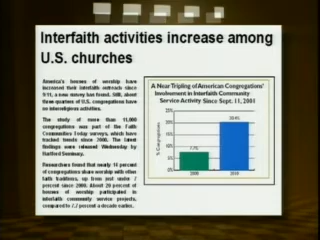 Interfaith activities increase among
U.S. churches
America's houses of worship have
increased their interfaith outreach since
9/11, a new survey has found. Still, about
three-quarters of U.S. congregations have
no interreligious activities.
The study of more than 11,000
congregations was part of the Faith
Communities Today surveys, which have
tracked trends since 2000. The latest
findings were released Wednesday by
Hartford Seminary.
Researchers found that nearly 14 percent
of congregations share worship with other
faith traditions, up from just under 7
percent since 2000. About 20 percent of
houses of worship participated in
interfaith community service projects,
compared to 7.7 percent a decade earlier.
A Near Tripling of American Congregations'
Involvement in Interfaith Community
Service Activity Since Sept. 11, 2001
% Congregations
25%
20%
15%
10%
5%
0%
7.7%
20.4%
2000
2010